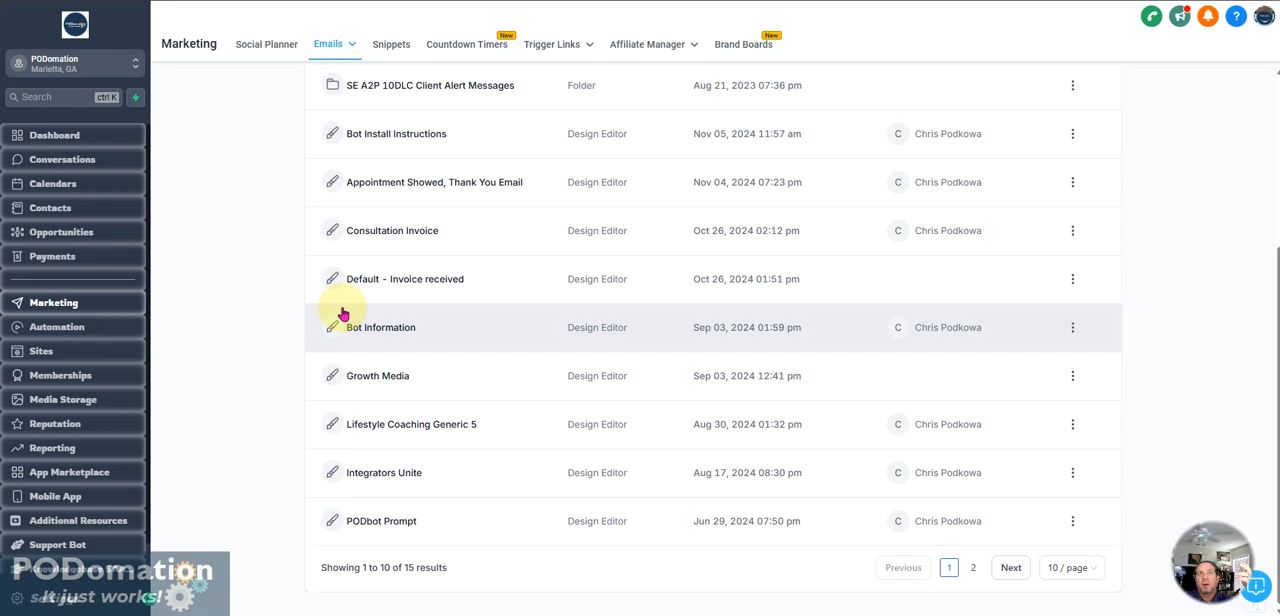 PODomation
Marietta, GA
Search
ctrl K
Dashboard
Conversations
Calendars
Contacts
Opportunities
Payments
Marketing
Automation
Sites
Memberships
Media Storage
Reputation
Reporting
App Marketplace
Mobile App
Additional Resources
Support Bot
PODomation
It just works!
Marketing
Social Planner
Emails
Snippets
Countdown Timers
New
Trigger Links
Affiliate Manager
Brand Boards
New
SE A2P 10DLC Client Alert Messages Folder Aug 21, 2023 07:36 pm
Bot Install Instructions Design Editor Nov 05, 2024 11:57 am C Chris Podkowa
Appointment Showed, Thank You Email Design Editor Nov 04, 2024 07:23 pm C Chris Podkowa
Consultation Invoice Design Editor Oct 26, 2024 02:12 pm C Chris Podkowa
Default - Invoice received Design Editor Oct 26, 2024 01:51 pm
Bot Information Design Editor Sep 03, 2024 01:59 pm C Chris Podkowa
Growth Media Design Editor Sep 03, 2024 12:41 pm
Lifestyle Coaching Generic 5 Design Editor Aug 30, 2024 01:32 pm C Chris Podkowa
Integrators Unite Design Editor Aug 17, 2024 08:30 pm C Chris Podkowa
PODbot Prompt Design Editor Jun 29, 2024 07:50 pm C Chris Podkowa
Showing 1 to 10 of 15 results
Previous 1 2 Next 10 / page